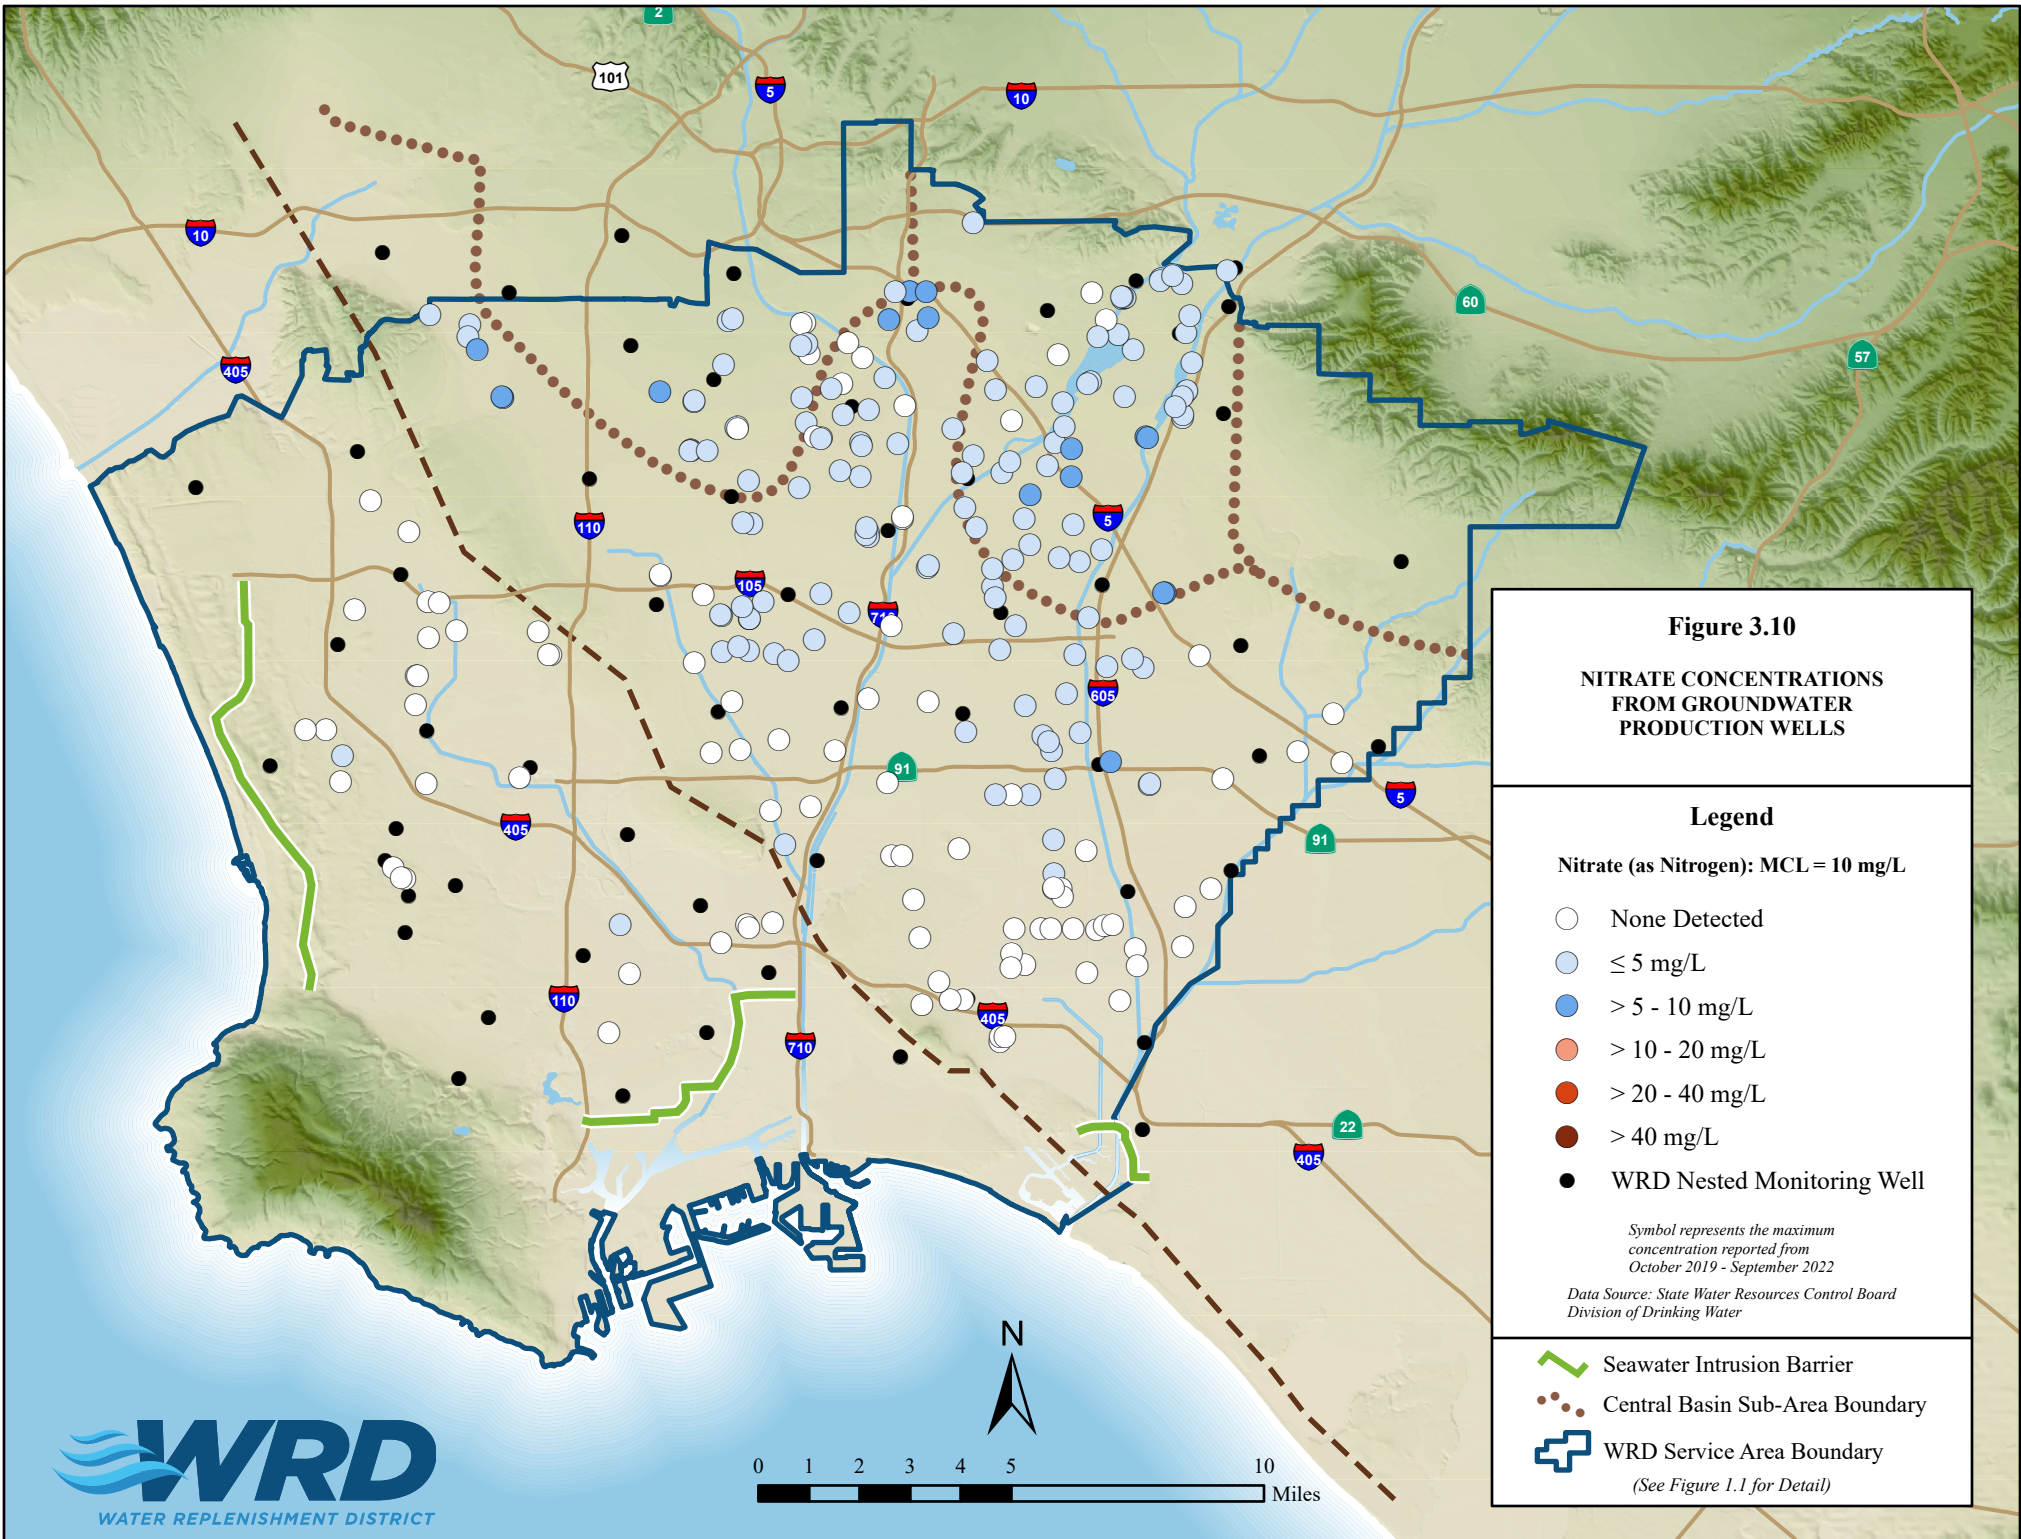 2
101
5
10
10
60
405
57
110
5
105
710
605
91
5
405
91
110
405
710
22
405
Figure 3.10
NITRATE CONCENTRATIONS
FROM GROUNDWATER
PRODUCTION WELLS
Legend
Nitrate (as Nitrogen): MCL = 10 mg/L
None Detected
≤ 5 mg/L
> 5 - 10 mg/L
> 10 - 20 mg/L
> 20 - 40 mg/L
> 40 mg/L
WRD Nested Monitoring Well
Symbol represents the maximum
concentration reported from
October 2019 - September 2022
Data Source: State Water Resources Control Board
Division of Drinking Water
Seawater Intrusion Barrier
Central Basin Sub-Area Boundary
WRD Service Area Boundary
(See Figure 1.1 for Detail)
N
0 1 2 3 4 5 10
Miles
WRD
WATER REPLENISHMENT DISTRICT